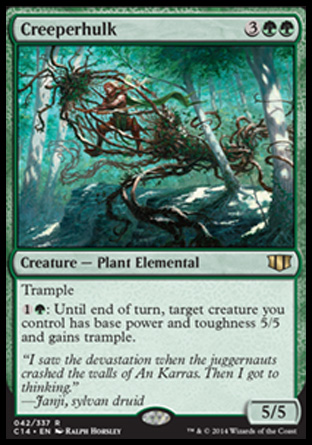 Creeperhulk 3
Creature — Plant Elemental
Trample
1 : Until end of turn, target creature you
control has base power and toughness 5/5
and gains trample.
“I saw the devastation when the juggernauts
crashed the walls of An Karras. Then I got to
thinking.”
—Janji, sylvan druid
5/5
042/337 R
C14 • EN RALPH HORSLEY ™ & © 2014 Wizards of the Coast